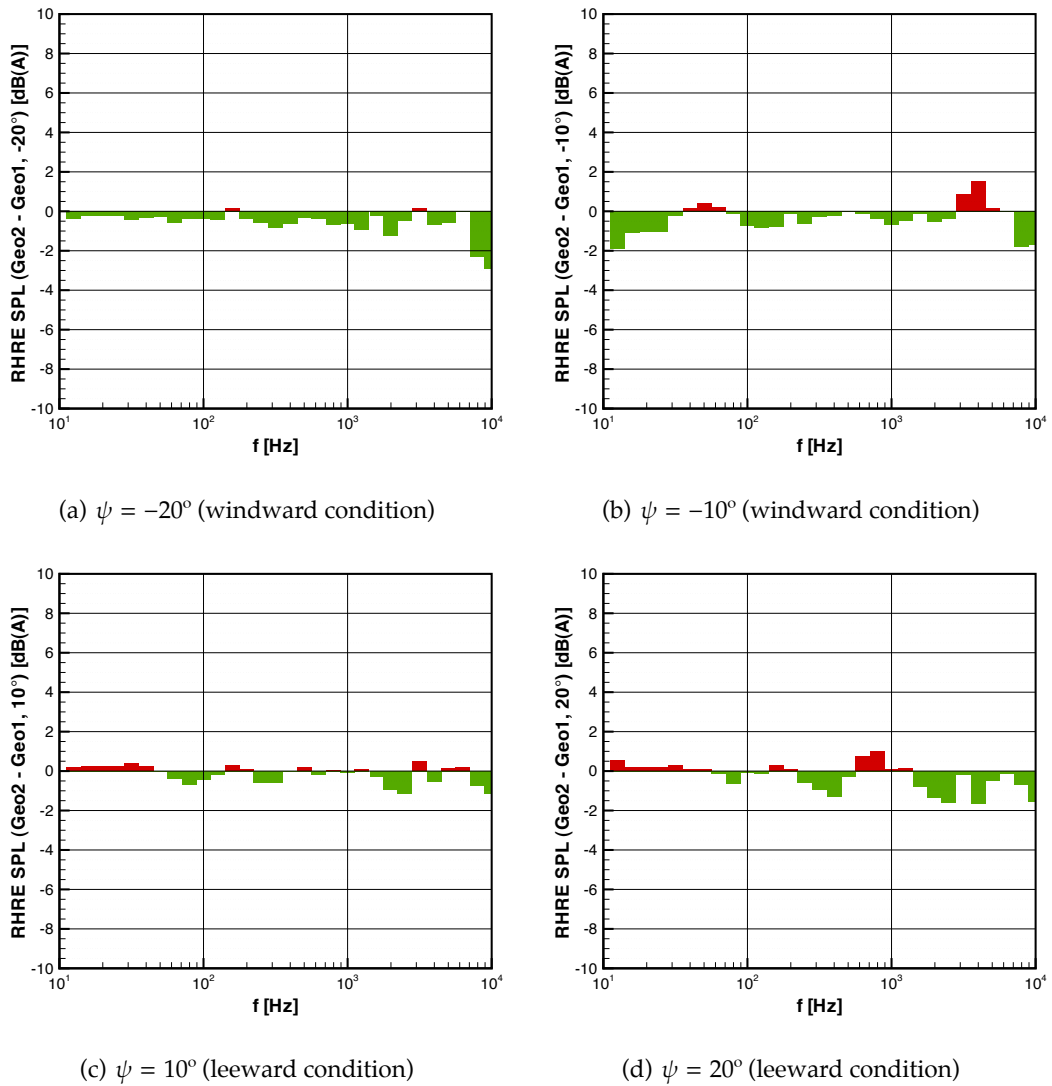 RHRE SPL (Geo2 - Geo1, -20°) [dB(A)]
10
8
6
4
2
0
-2
-4
-6
-8
-10
10¹ 10² 10³ 10⁴
f [Hz]
(a) ψ = −20º (windward condition)
RHRE SPL (Geo2 - Geo1, -10°) [dB(A)]
10
8
6
4
2
0
-2
-4
-6
-8
-10
10¹ 10² 10³ 10⁴
f [Hz]
(b) ψ = −10º (windward condition)
RHRE SPL (Geo2 - Geo1, 10°) [dB(A)]
10
8
6
4
2
0
-2
-4
-6
-8
-10
10¹ 10² 10³ 10⁴
f [Hz]
(c) ψ = 10º (leeward condition)
RHRE SPL (Geo2 - Geo1, 20°) [dB(A)]
10
8
6
4
2
0
-2
-4
-6
-8
-10
10¹ 10² 10³ 10⁴
f [Hz]
(d) ψ = 20º (leeward condition)